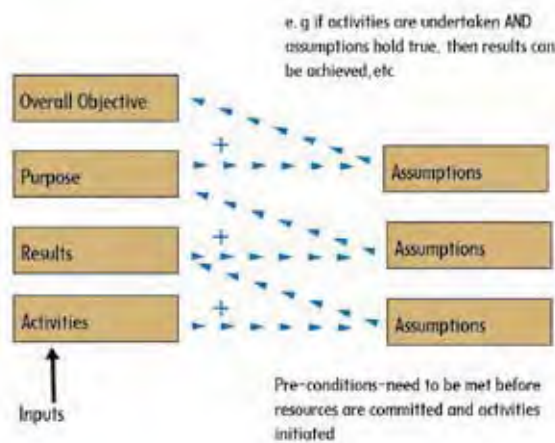 e. g if activities are undertaken AND
assumptions hold true, then results can
be achieved, etc
Overall Objective
+
Purpose
Assumptions
+
Results
Assumptions
+
Activities
Assumptions
Inputs
Pre-conditions-need to be met before
resources are committed and activities
initiated